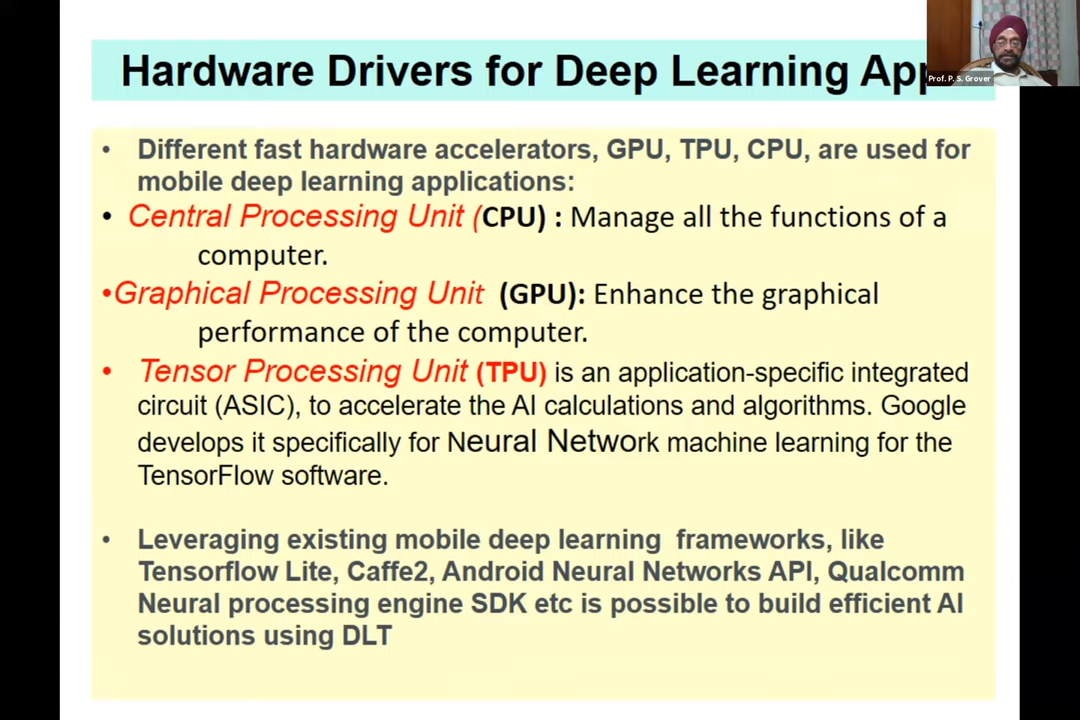 Hardware Drivers for Deep Learning App
Prof. P. S. Grover
• Different fast hardware accelerators, GPU, TPU, CPU, are used for
mobile deep learning applications:
• Central Processing Unit (CPU) : Manage all the functions of a
computer.
•Graphical Processing Unit (GPU): Enhance the graphical
performance of the computer.
• Tensor Processing Unit (TPU) is an application-specific integrated
circuit (ASIC), to accelerate the AI calculations and algorithms. Google
develops it specifically for Neural Network machine learning for the
TensorFlow software.
• Leveraging existing mobile deep learning frameworks, like
Tensorflow Lite, Caffe2, Android Neural Networks API, Qualcomm
Neural processing engine SDK etc is possible to build efficient AI
solutions using DLT